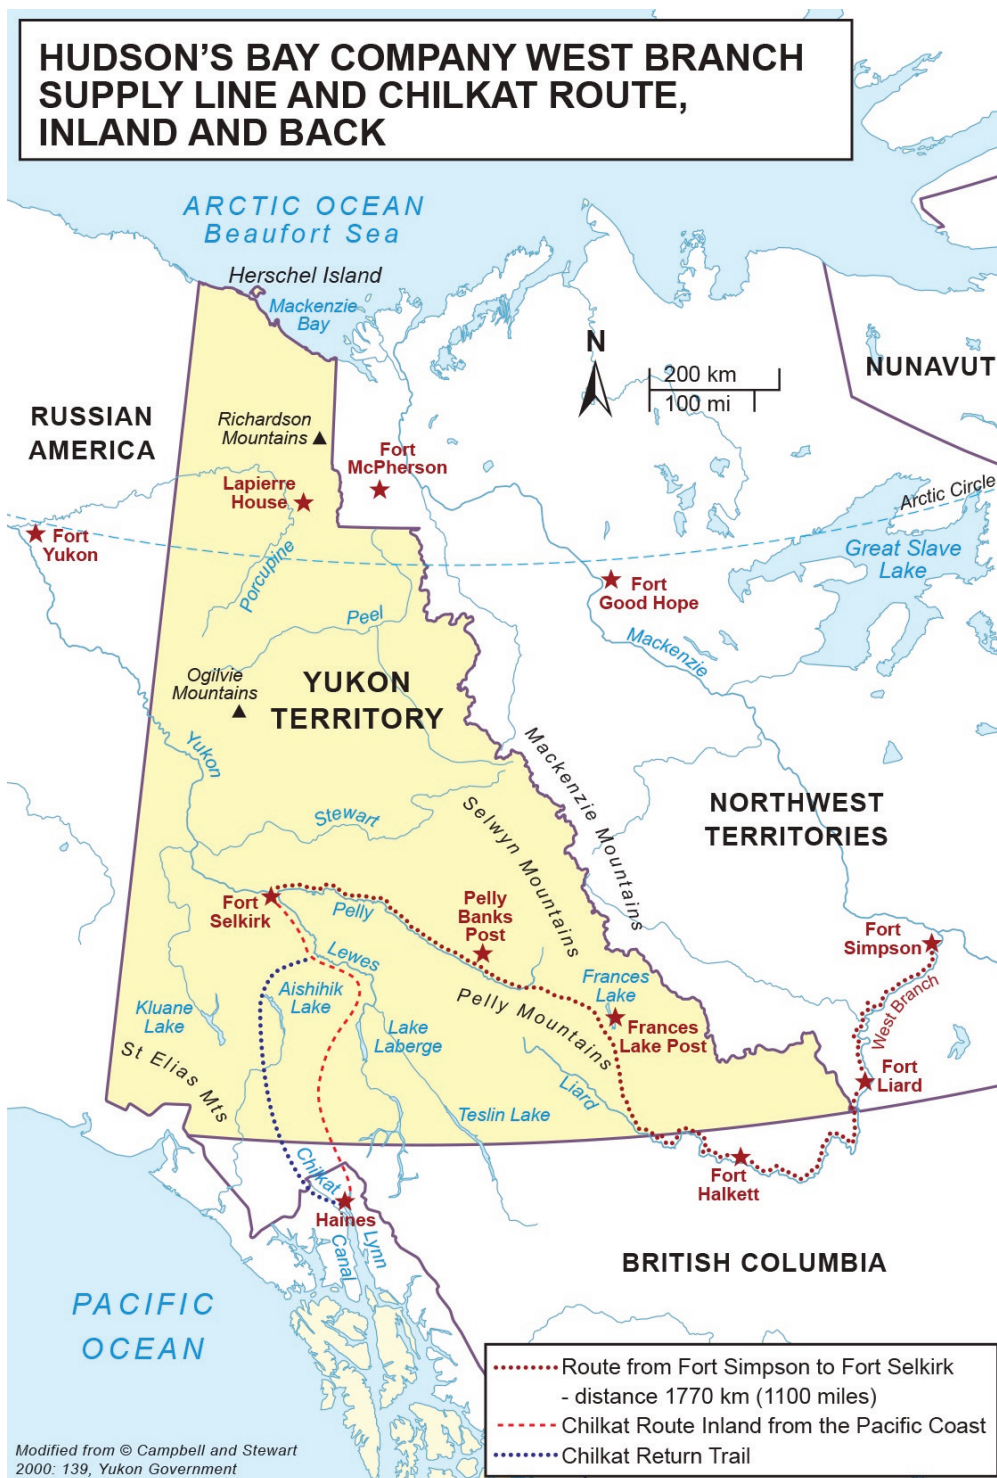 HUDSON'S BAY COMPANY WEST BRANCH
SUPPLY LINE AND CHILKAT ROUTE,
INLAND AND BACK
ARCTIC OCEAN
Beaufort Sea
Herschel Island
Mackenzie
Bay
N
200 km
100 mi
NUNAVUT
RUSSIAN
AMERICA
Richardson
Mountains
Fort
McPherson
Lapierre
House
Arctic Circle
Fort
Yukon
Porcupine
Great Slave
Lake
Fort
Good Hope
Peel
Mackenzie
Ogilvie
Mountains
YUKON
TERRITORY
Yukon
Mackenzie Mountains
Stewart
Selwyn Mountains
NORTHWEST
TERRITORIES
Fort
Selkirk
Pelly
Pelly
Banks
Post
Fort
Simpson
Lewes
Aishihik
Lake
Kluane
Lake
Frances
Lake
Pelly Mountains
West Branch
Frances
Lake Post
Lake
Laberge
St Elias Mts
Liard
Fort
Liard
Teslin Lake
Chilkat
Fort
Halkett
Haines
Lynn
Canal
BRITISH COLUMBIA
PACIFIC
OCEAN
Route from Fort Simpson to Fort Selkirk
- distance 1770 km (1100 miles)
Chilkat Route Inland from the Pacific Coast
Chilkat Return Trail
Modified from © Campbell and Stewart
2000: 139, Yukon Government